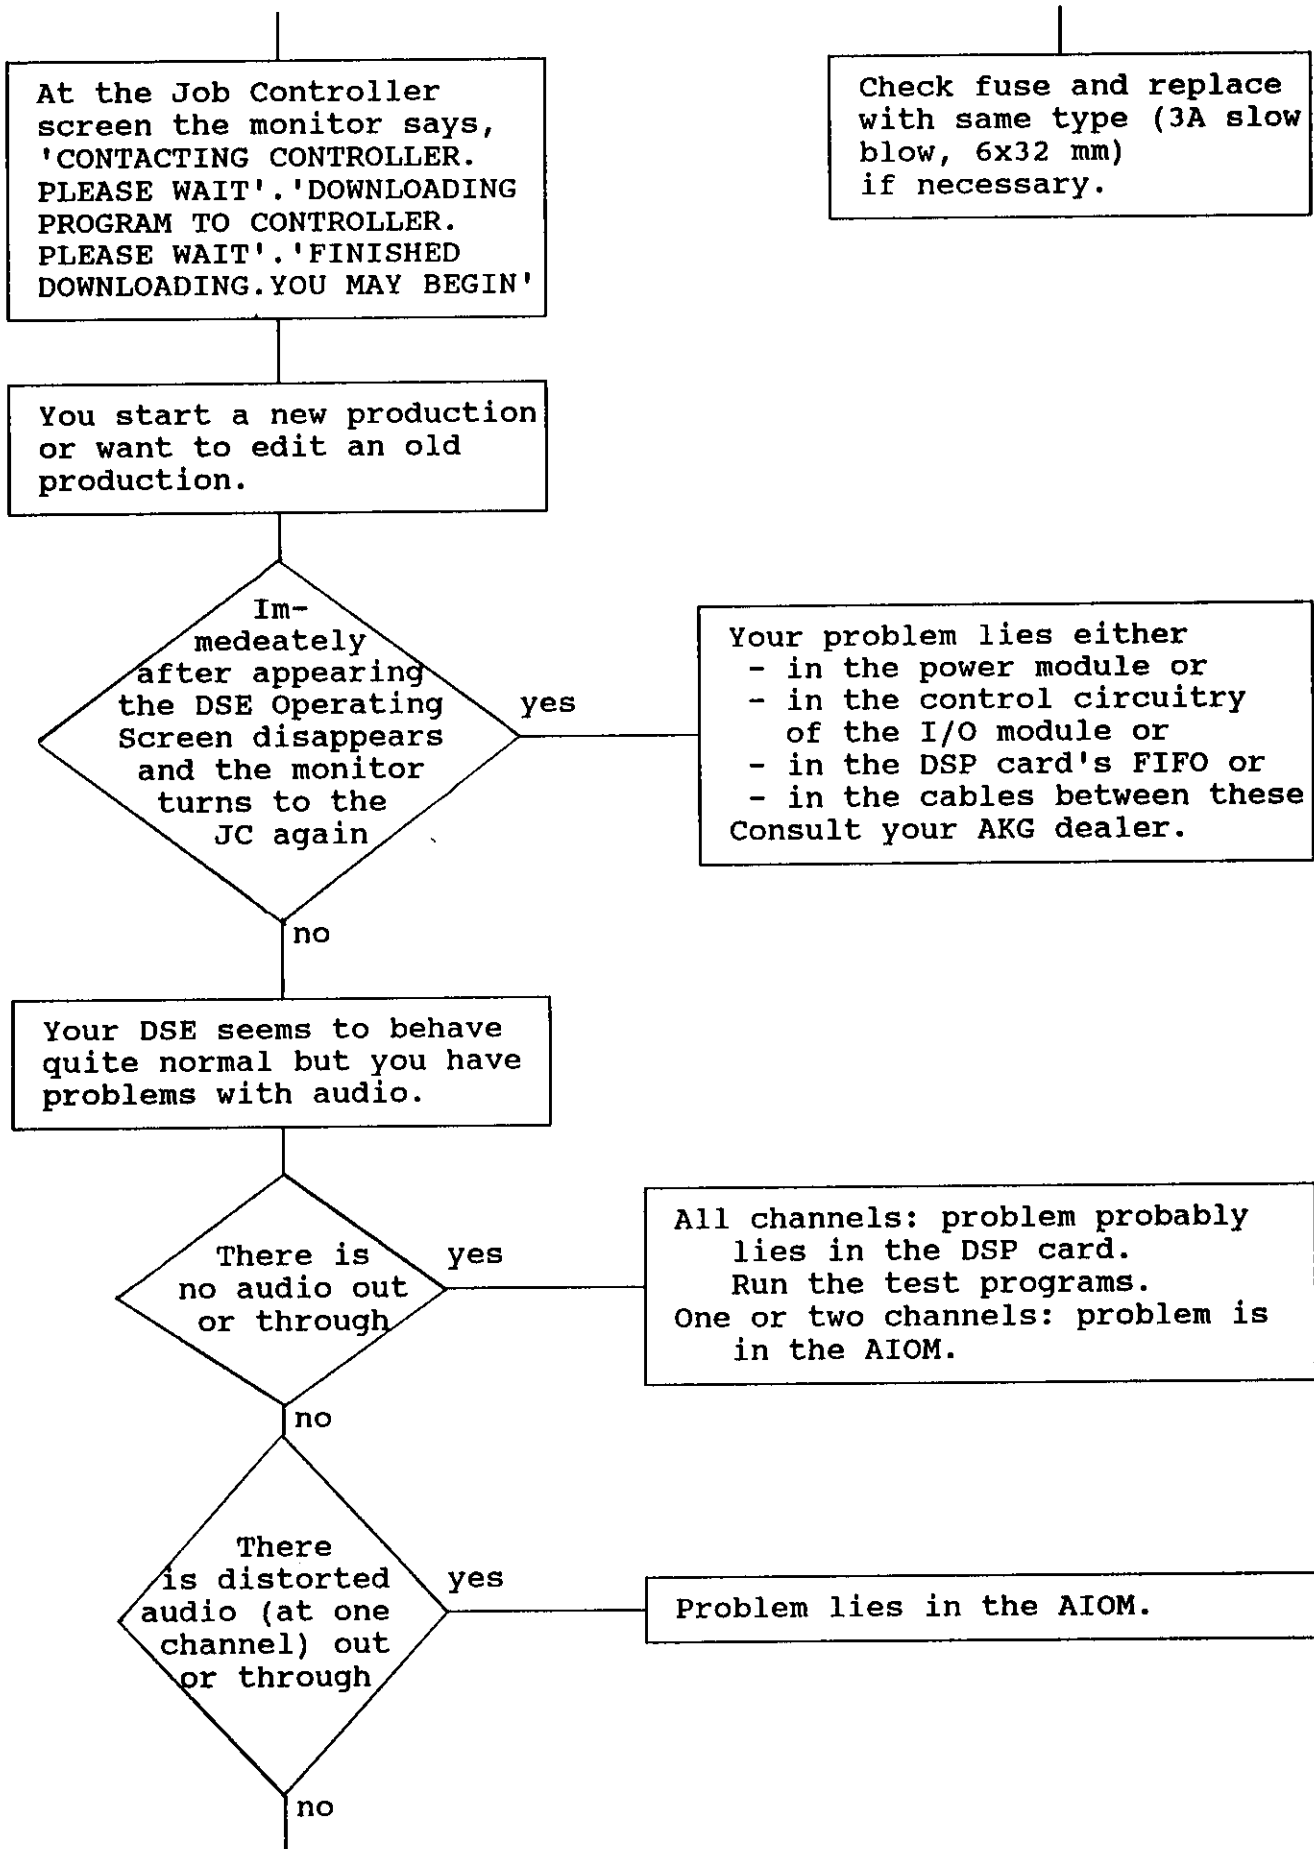 At the Job Controller
screen the monitor says,
'CONTACTING CONTROLLER.
PLEASE WAIT'.'DOWNLOADING
PROGRAM TO CONTROLLER.
PLEASE WAIT'.'FINISHED
DOWNLOADING.YOU MAY BEGIN'
Check fuse and replace
with same type (3A slow
blow, 6x32 mm)
if necessary.
You start a new production
or want to edit an old
production.
Im-
medeately
after appearing
the DSE Operating
Screen disappears
and the monitor
turns to the
JC again
yes
Your problem lies either
- in the power module or
- in the control circuitry
of the I/O module or
- in the DSP card's FIFO or
- in the cables between these
Consult your AKG dealer.
no
Your DSE seems to behave
quite normal but you have
problems with audio.
There is
no audio out
or through
yes
All channels: problem probably
lies in the DSP card.
Run the test programs.
One or two channels: problem is
in the AIOM.
no
There
is distorted
audio (at one
channel) out
or through
yes
Problem lies in the AIOM.
no